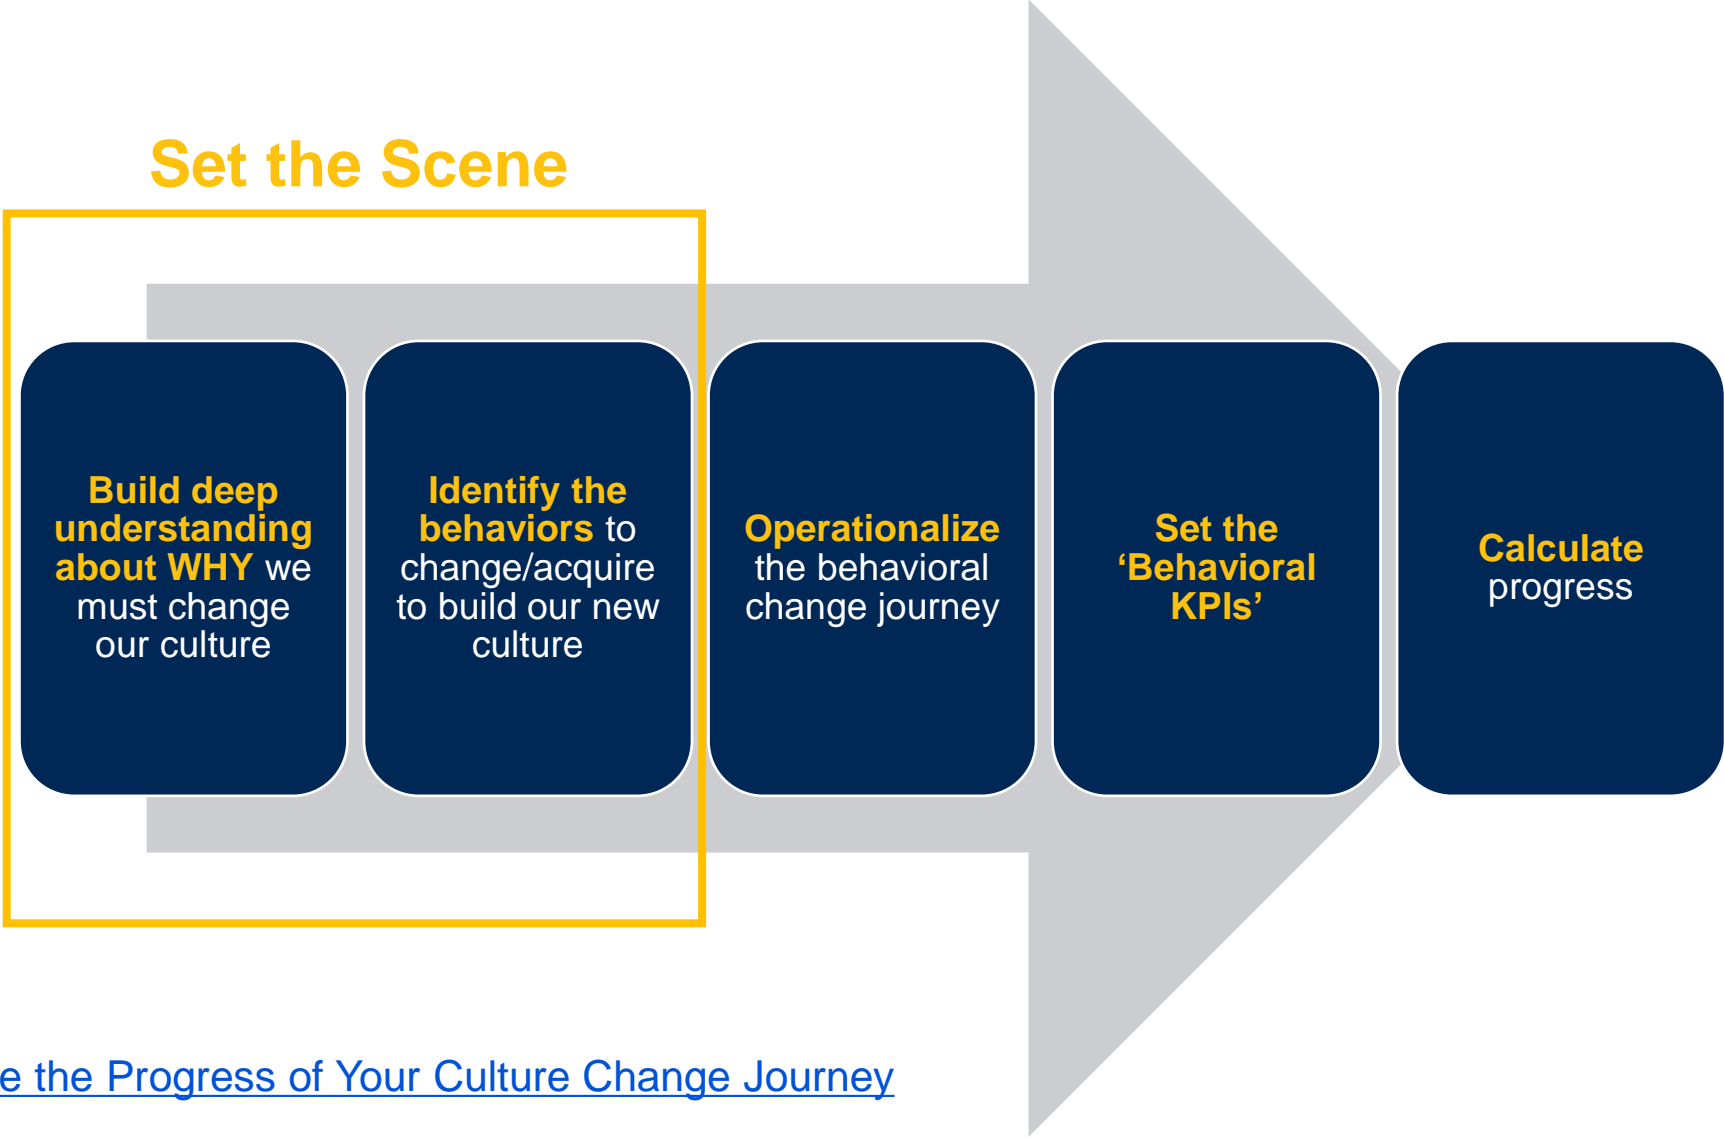 Set the Scene
Build deep
understanding
about WHY we
must change
our culture
Identify the
behaviors to
change/acquire
to build our new
culture
Operationalize
the behavioral
change journey
Set the
‘Behavioral
KPIs’
Calculate
progress
e the Progress of Your Culture Change Journey